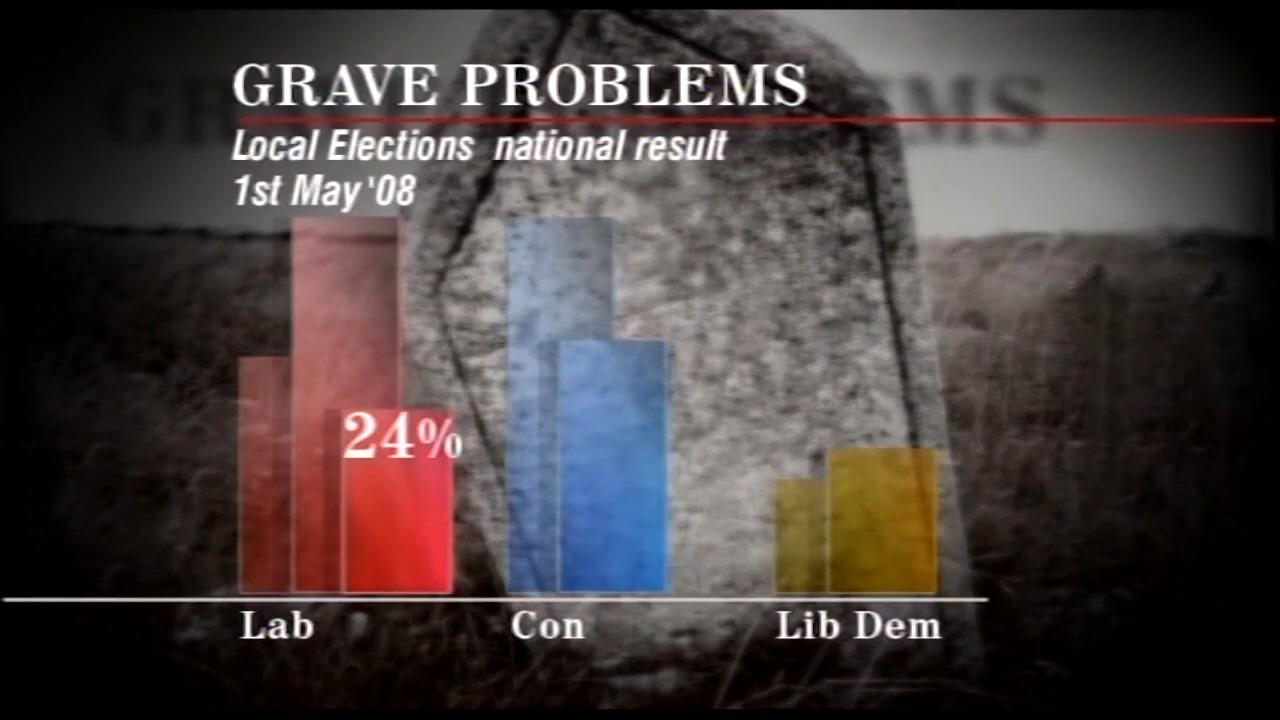 GRAVE PROBLEMS
Local Elections national result
1st May '08
24%
Lab Con Lib Dem